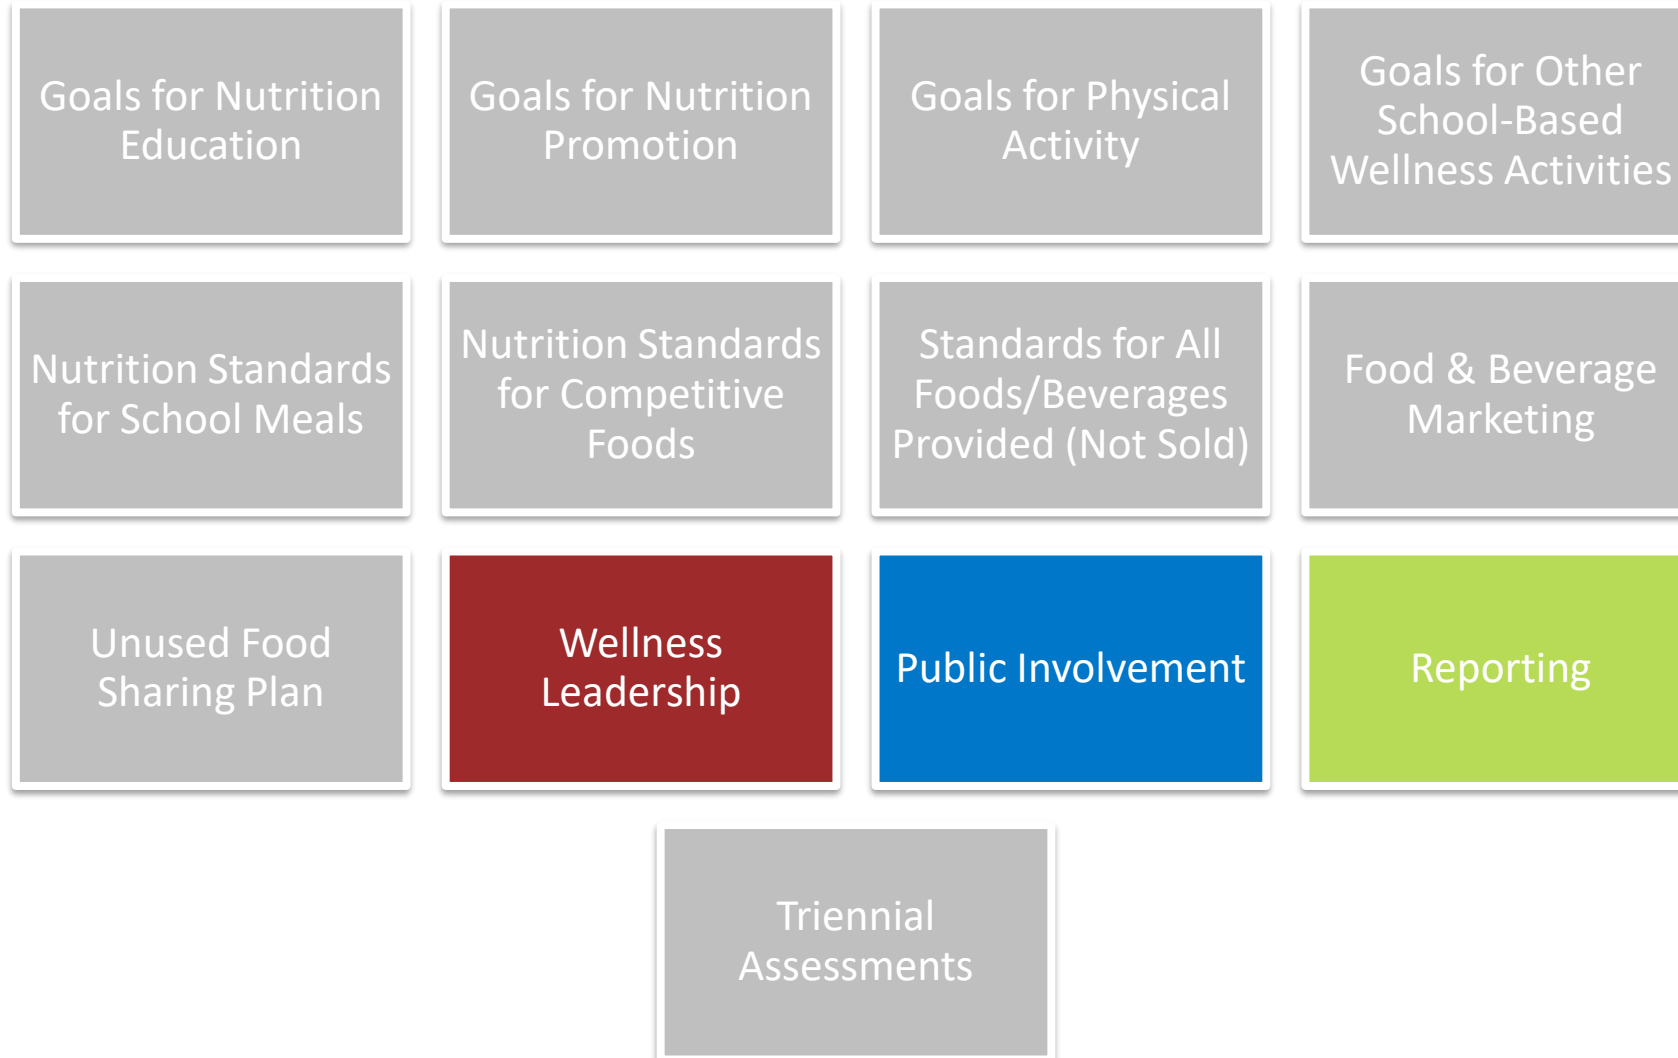 Goals for Nutrition
Education
Goals for Nutrition
Promotion
Goals for Physical
Activity
Goals for Other
School-Based
Wellness Activities
Nutrition Standards
for School Meals
Nutrition Standards
for Competitive
Foods
Standards for All
Foods/Beverages
Provided (Not Sold)
Food & Beverage
Marketing
Unused Food
Sharing Plan
Wellness
Leadership
Public Involvement
Reporting
Triennial
Assessments